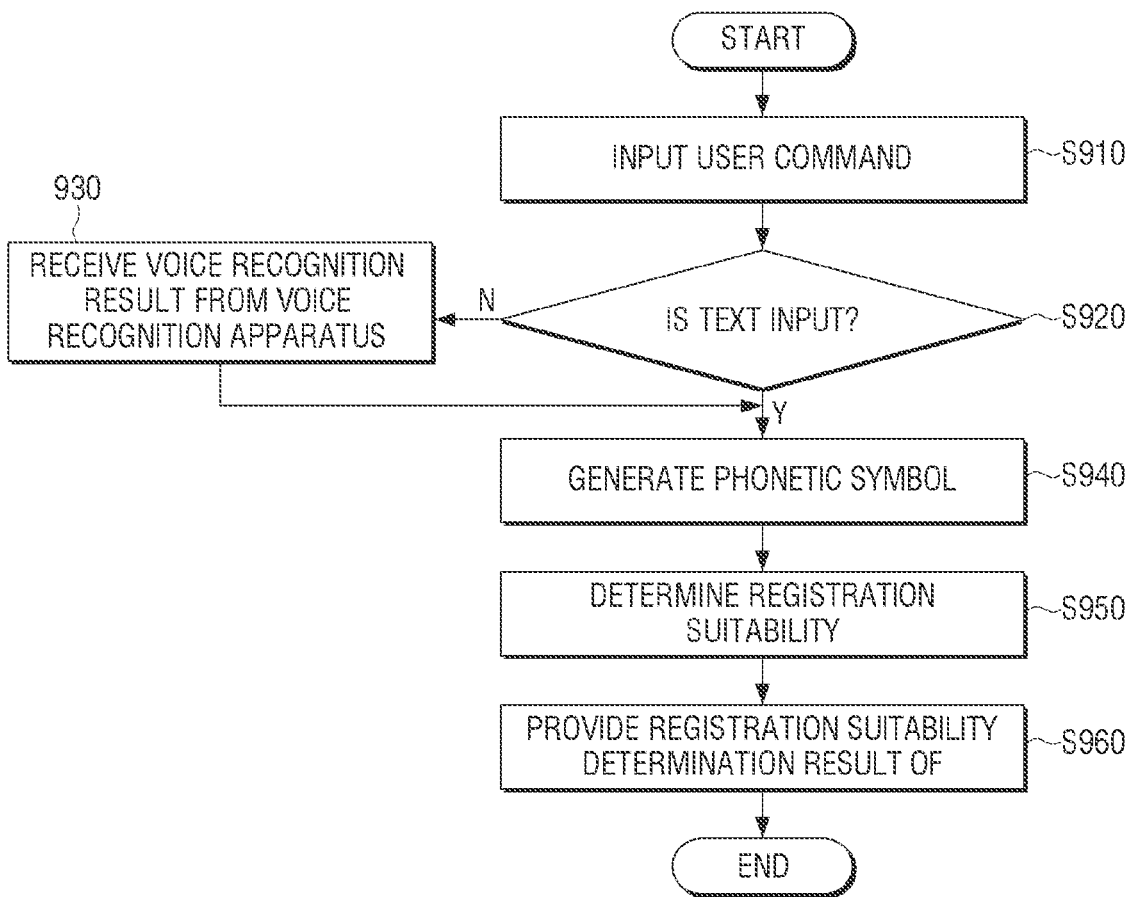 START
INPUT USER COMMAND
S910
930
RECEIVE VOICE RECOGNITION
RESULT FROM VOICE
RECOGNITION APPARATUS
N
IS TEXT INPUT?
S920
Y
GENERATE PHONETIC SYMBOL
S940
DETERMINE REGISTRATION
SUITABILITY
S950
PROVIDE REGISTRATION SUITABILITY
DETERMINATION RESULT OF
S960
END